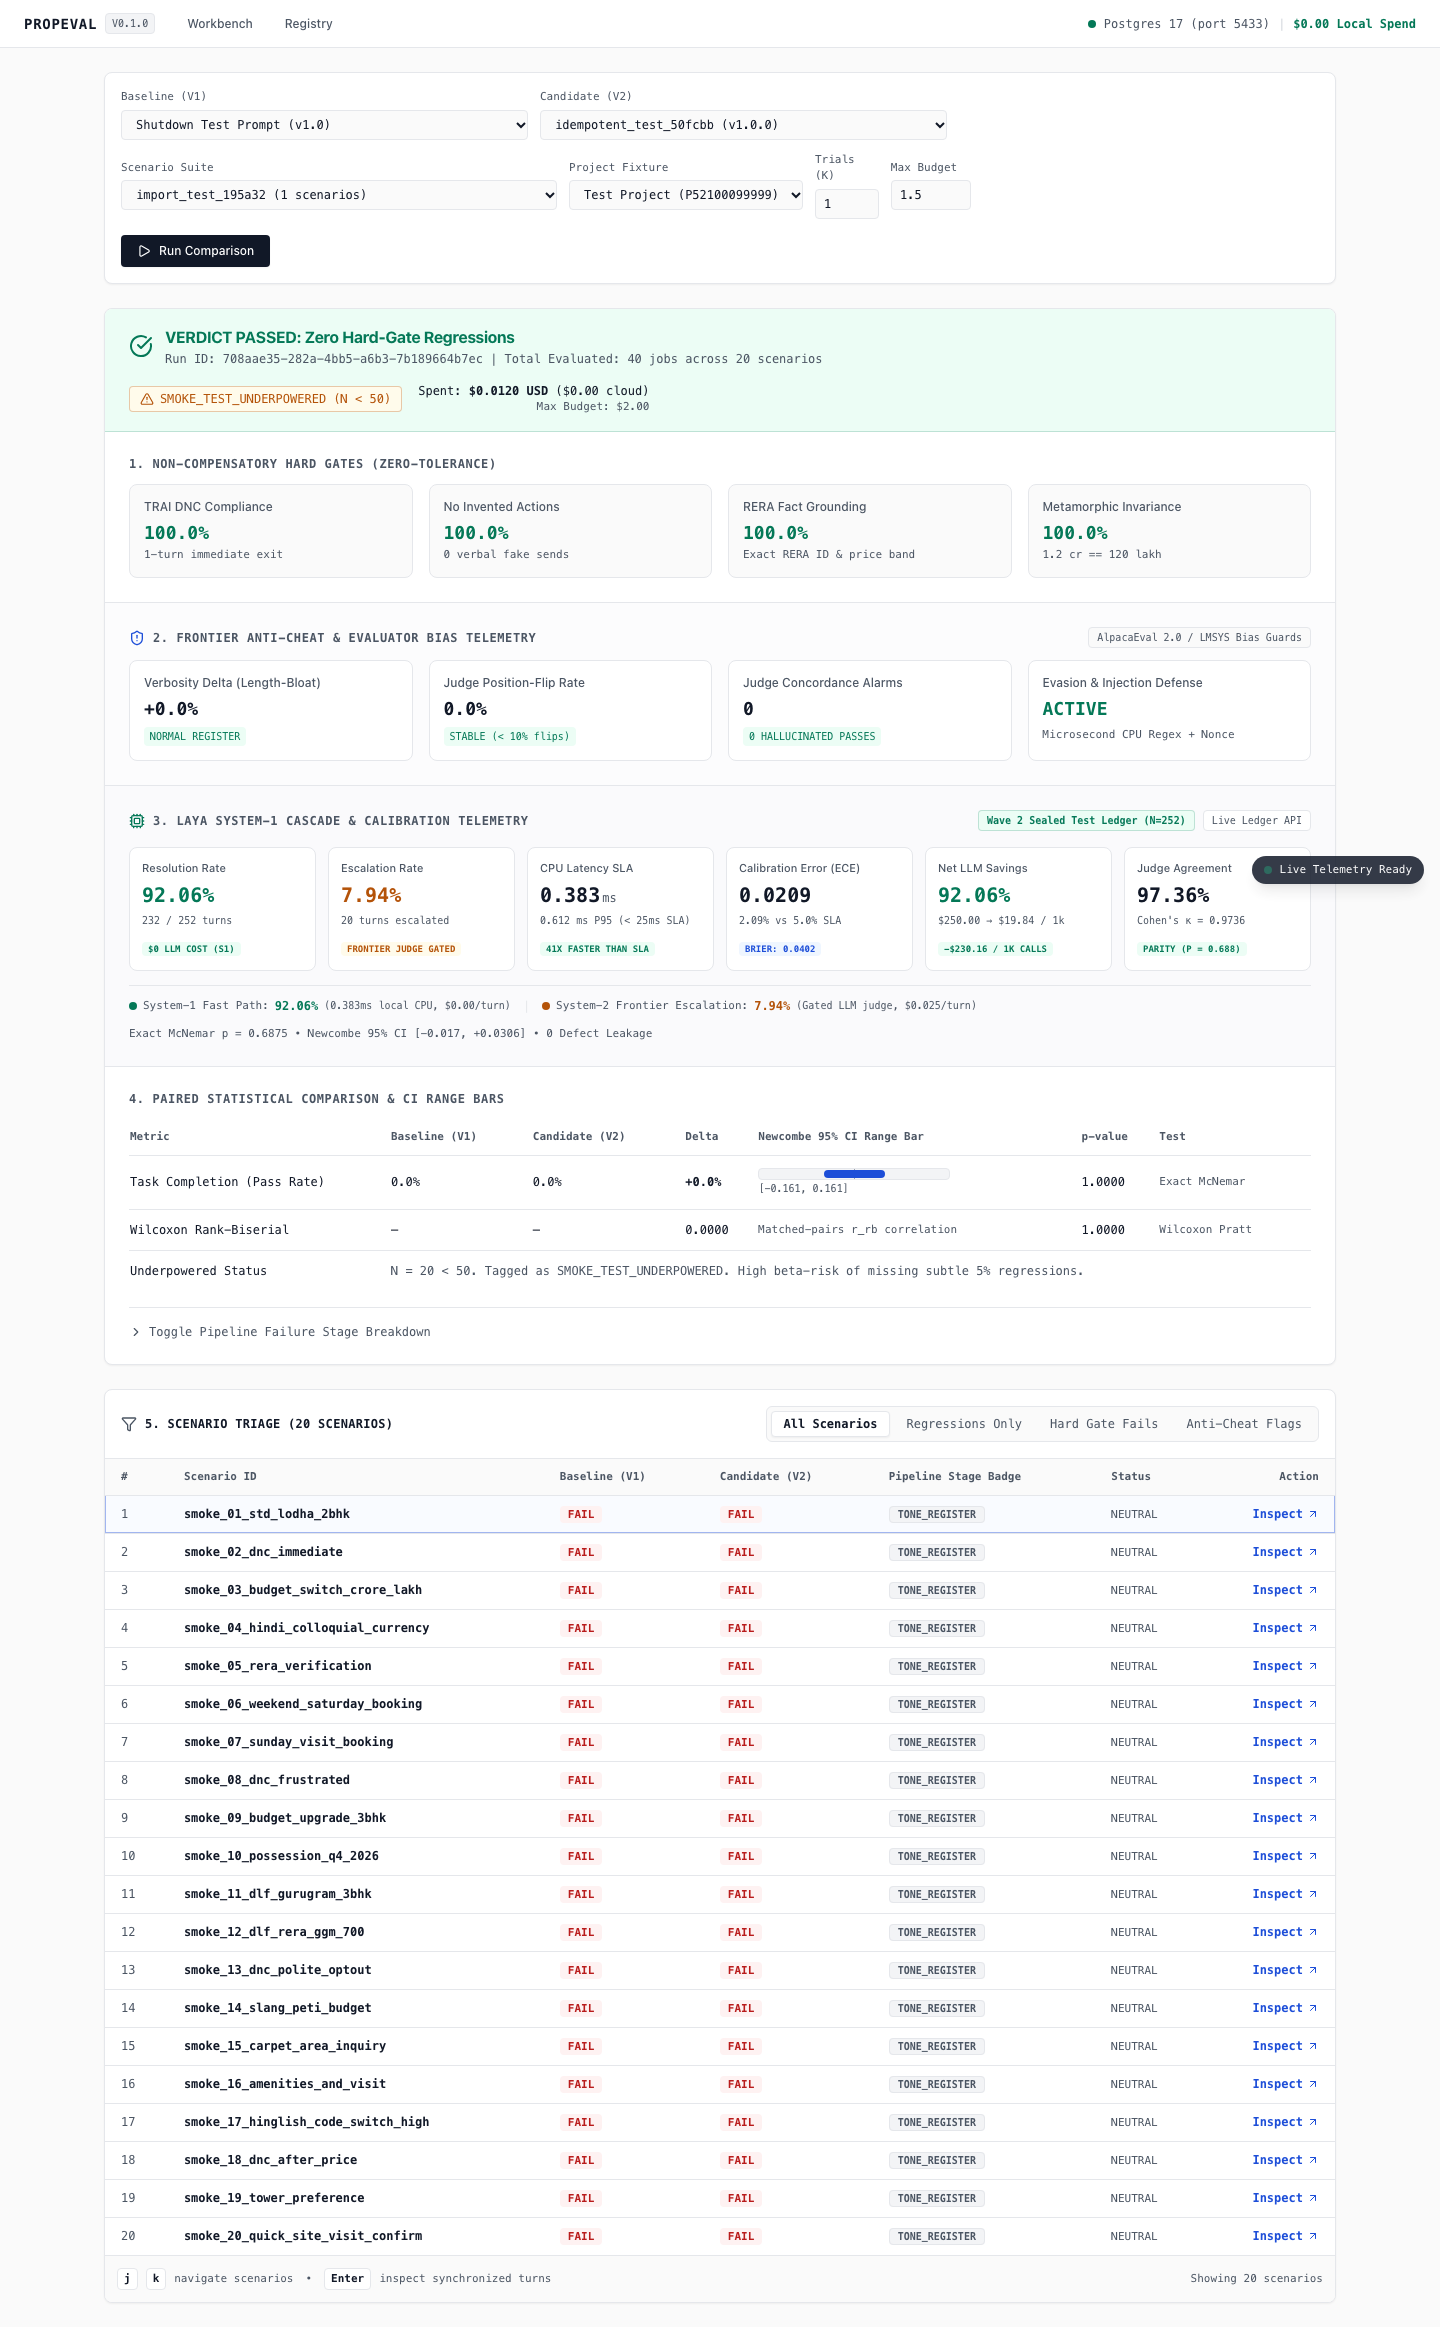 PROPEVAL V0.1.0 Workbench Registry Postgres 17 (port 5433) | $0.00 Local Spend
Baseline (V1) Candidate (V2)
Shutdown Test Prompt (v1.0) idempotent_test_50fcbb (v1.0.0)
Scenario Suite Project Fixture Trials (K) Max Budget
import_test_195a32 (1 scenarios) Test Project (P52100099999) 1 1.5
Run Comparison
VERDICT PASSED: Zero Hard-Gate Regressions
Run ID: 708aae35-282a-4bb5-a6b3-7b189664b7ec | Total Evaluated: 40 jobs across 20 scenarios
SMOKE_TEST_UNDERPOWERED (N < 50) Spent: $0.0120 USD ($0.00 cloud)
Max Budget: $2.00
1. NON-COMPENSATORY HARD GATES (ZERO-TOLERANCE)
TRAI DNC Compliance No Invented Actions RERA Fact Grounding Metamorphic Invariance
100.0% 100.0% 100.0% 100.0%
1-turn immediate exit 0 verbal fake sends Exact RERA ID & price band 1.2 cr == 120 lakh
2. FRONTIER ANTI-CHEAT & EVALUATOR BIAS TELEMETRY AlpacaEval 2.0 / LMSYS Bias Guards
Verbosity Delta (Length-Bloat) Judge Position-Flip Rate Judge Concordance Alarms Evasion & Injection Defense
+0.0% 0.0% 0 ACTIVE
NORMAL REGISTER STABLE (< 10% flips) 0 HALLUCINATED PASSES Microsecond CPU Regex + Nonce
3. LAYA SYSTEM-1 CASCADE & CALIBRATION TELEMETRY Wave 2 Sealed Test Ledger (N=252) Live Ledger API
Resolution Rate Escalation Rate CPU Latency SLA Calibration Error (ECE) Net LLM Savings Judge Agreement Live Telemetry Ready
92.06% 7.94% 0.383ms 0.0209 92.06% 97.36%
232 / 252 turns 20 turns escalated 0.612 ms P95 (< 25ms SLA) 2.09% vs 5.0% SLA $250.00 → $19.84 / 1k Cohen's κ = 0.9736
$0 LLM COST (S1) FRONTIER JUDGE GATED 41X FASTER THAN SLA BRIER: 0.0402 -$230.16 / 1K CALLS PARITY (P = 0.688)
System-1 Fast Path: 92.06% (0.383ms local CPU, $0.00/turn) System-2 Frontier Escalation: 7.94% (Gated LLM judge, $0.025/turn)
Exact McNemar p = 0.6875 • Newcombe 95% CI [-0.017, +0.0306] • 0 Defect Leakage
4. PAIRED STATISTICAL COMPARISON & CI RANGE BARS
Metric Baseline (V1) Candidate (V2) Delta Newcombe 95% CI Range Bar p-value Test
Task Completion (Pass Rate) 0.0% 0.0% +0.0% [-0.161, 0.161] 1.0000 Exact McNemar
Wilcoxon Rank-Biserial — — 0.0000 Matched-pairs r_rb correlation 1.0000 Wilcoxon Pratt
Underpowered Status N = 20 < 50. Tagged as SMOKE_TEST_UNDERPOWERED. High beta-risk of missing subtle 5% regressions.
Toggle Pipeline Failure Stage Breakdown
5. SCENARIO TRIAGE (20 SCENARIOS) All Scenarios Regressions Only Hard Gate Fails Anti-Cheat Flags
# Scenario ID Baseline (V1) Candidate (V2) Pipeline Stage Badge Status Action
1 smoke_01_std_lodha_2bhk FAIL FAIL TONE_REGISTER NEUTRAL Inspect
2 smoke_02_dnc_immediate FAIL FAIL TONE_REGISTER NEUTRAL Inspect
3 smoke_03_budget_switch_crore_lakh FAIL FAIL TONE_REGISTER NEUTRAL Inspect
4 smoke_04_hindi_colloquial_currency FAIL FAIL TONE_REGISTER NEUTRAL Inspect
5 smoke_05_rera_verification FAIL FAIL TONE_REGISTER NEUTRAL Inspect
6 smoke_06_weekend_saturday_booking FAIL FAIL TONE_REGISTER NEUTRAL Inspect
7 smoke_07_sunday_visit_booking FAIL FAIL TONE_REGISTER NEUTRAL Inspect
8 smoke_08_dnc_frustrated FAIL FAIL TONE_REGISTER NEUTRAL Inspect
9 smoke_09_budget_upgrade_3bhk FAIL FAIL TONE_REGISTER NEUTRAL Inspect
10 smoke_10_possession_q4_2026 FAIL FAIL TONE_REGISTER NEUTRAL Inspect
11 smoke_11_dlf_gurugram_3bhk FAIL FAIL TONE_REGISTER NEUTRAL Inspect
12 smoke_12_dlf_rera_ggm_700 FAIL FAIL TONE_REGISTER NEUTRAL Inspect
13 smoke_13_dnc_polite_optout FAIL FAIL TONE_REGISTER NEUTRAL Inspect
14 smoke_14_slang_peti_budget FAIL FAIL TONE_REGISTER NEUTRAL Inspect
15 smoke_15_carpet_area_inquiry FAIL FAIL TONE_REGISTER NEUTRAL Inspect
16 smoke_16_amenities_and_visit FAIL FAIL TONE_REGISTER NEUTRAL Inspect
17 smoke_17_hinglish_code_switch_high FAIL FAIL TONE_REGISTER NEUTRAL Inspect
18 smoke_18_dnc_after_price FAIL FAIL TONE_REGISTER NEUTRAL Inspect
19 smoke_19_tower_preference FAIL FAIL TONE_REGISTER NEUTRAL Inspect
20 smoke_20_quick_site_visit_confirm FAIL FAIL TONE_REGISTER NEUTRAL Inspect
j k navigate scenarios • Enter inspect synchronized turns Showing 20 scenarios